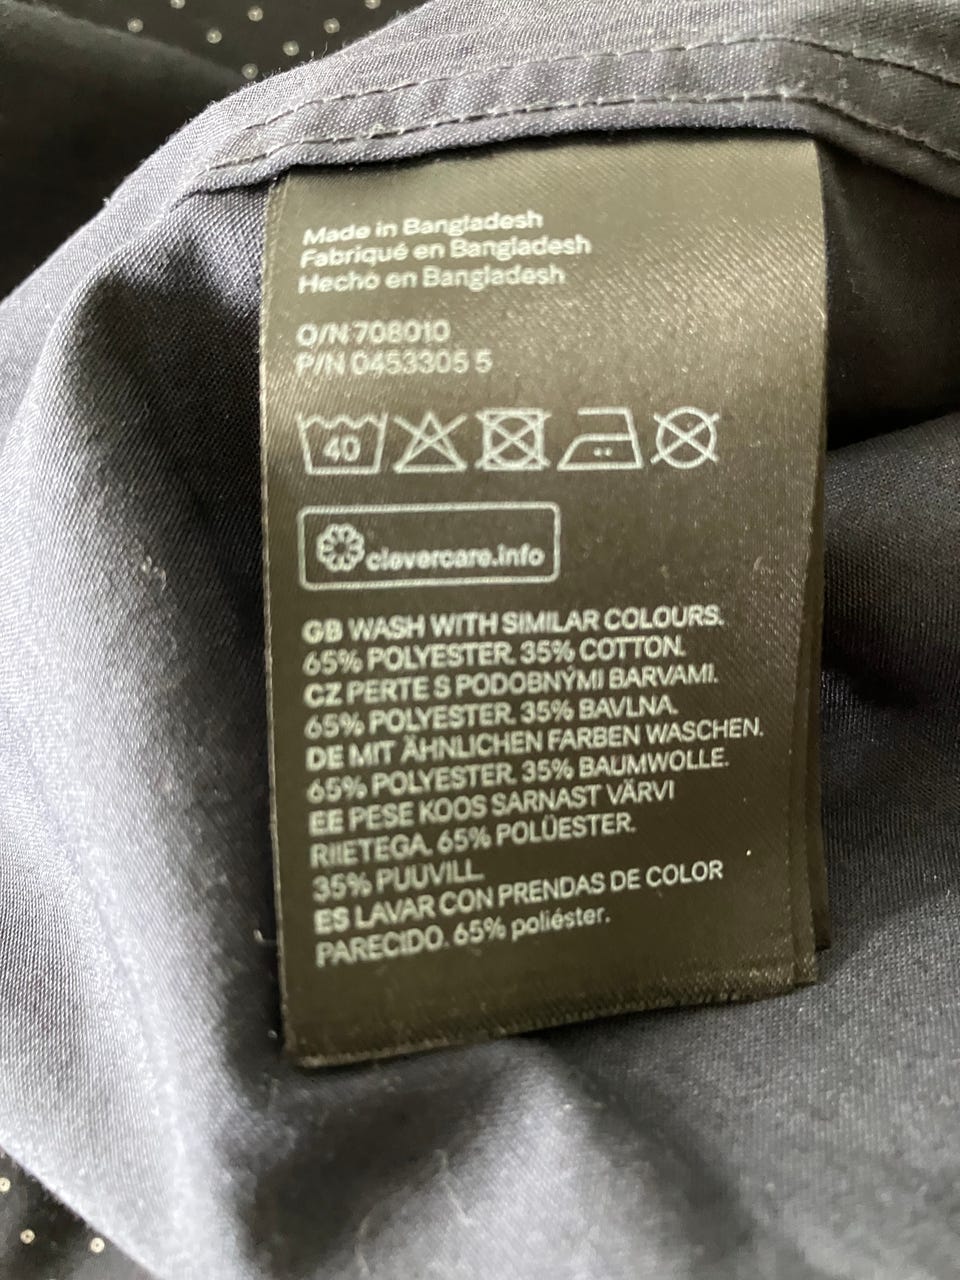 Made in Bangladesh
Fabriqué en Bangladesh
Hecho en Bangladesh
O/N 708010
P/N 0453305 5
40
clevercare.info
GB WASH WITH SIMILAR COLOURS.
65% POLYESTER. 35% COTTON.
CZ PERTE S PODOBNÝMI BARVAMI.
65% POLYESTER. 35% BAVLNA.
DE MIT ÄHNLICHEN FARBEN WASCHEN.
65% POLYESTER. 35% BAUMWOLLE.
EE PESE KOOS SARNAST VÄRVI
RIIETEGA. 65% POLÜESTER.
35% PUUVILL.
ES LAVAR CON PRENDAS DE COLOR
PARECIDO. 65% poliéster.